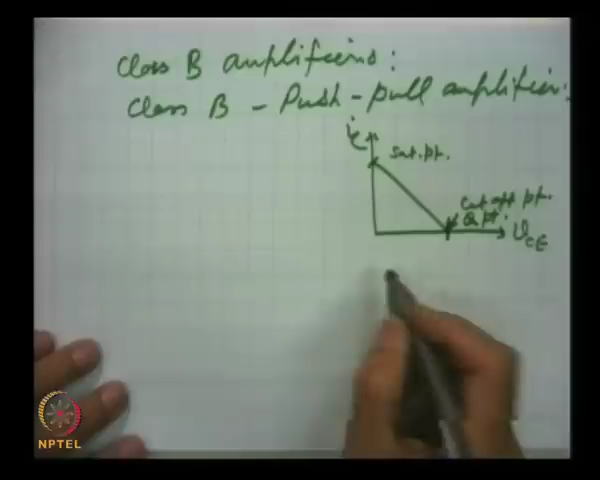 Class B amplifiers:
Class B - Push-pull amplifier:
ic
Sat. pt.
Cut off pt.
Q pt.
VCE
NPTEL